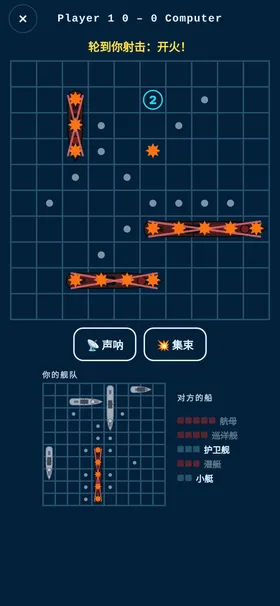 × Player 1 0 – 0 Computer
轮到你射击：开火！
2
声呐 集束
你的舰队
对方的船
航母
巡洋舰
护卫舰
潜艇
小艇